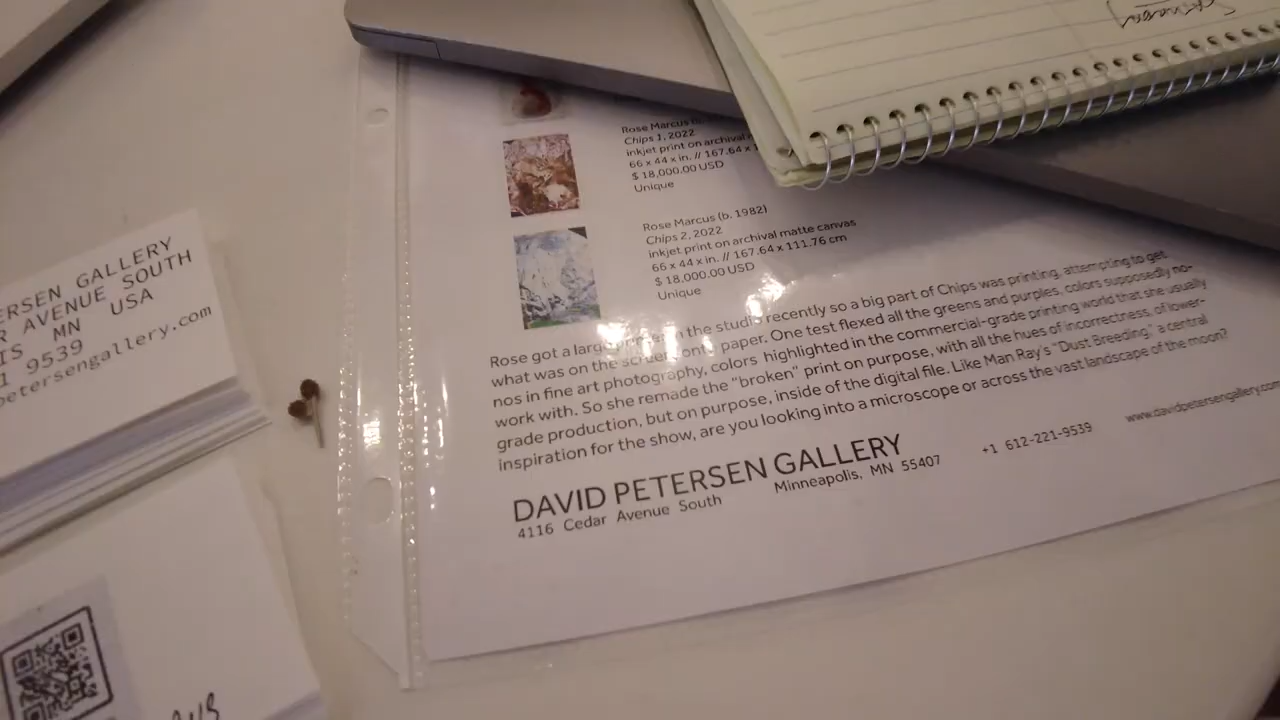 Rose Marcus
Chips 1, 2022
inkjet print on archival
66 x 44 x in. // 167.64 x
$ 18,000.00 USD
Unique
Rose Marcus (b. 1982)
Chips 2, 2022
inkjet print on archival matte canvas
66 x 44 x in. // 167.64 x 111.76 cm
$ 18,000.00 USD
Unique
Rose got a large in the studio recently so a big part of Chips was printing, attempting to get
what was on the screen onto paper. One test flexed all the greens and purples, colors supposedly no-
nos in fine art photography, colors highlighted in the commercial-grade printing world that she usually
work with. So she remade the "broken" print on purpose, with all the hues of incorrectness, of lower-
grade production, but on purpose, inside of the digital file. Like Man Ray's "Dust Breeding," a central
inspiration for the show, are you looking into a microscope or across the vast landscape of the moon?
DAVID PETERSEN GALLERY
4116 Cedar Avenue South Minneapolis, MN 55407 +1 612-221-9539 www.davidpetersengallery.com
ERSEN GALLERY
R AVENUE SOUTH
IS MN USA
1 9539
petersengallery.com